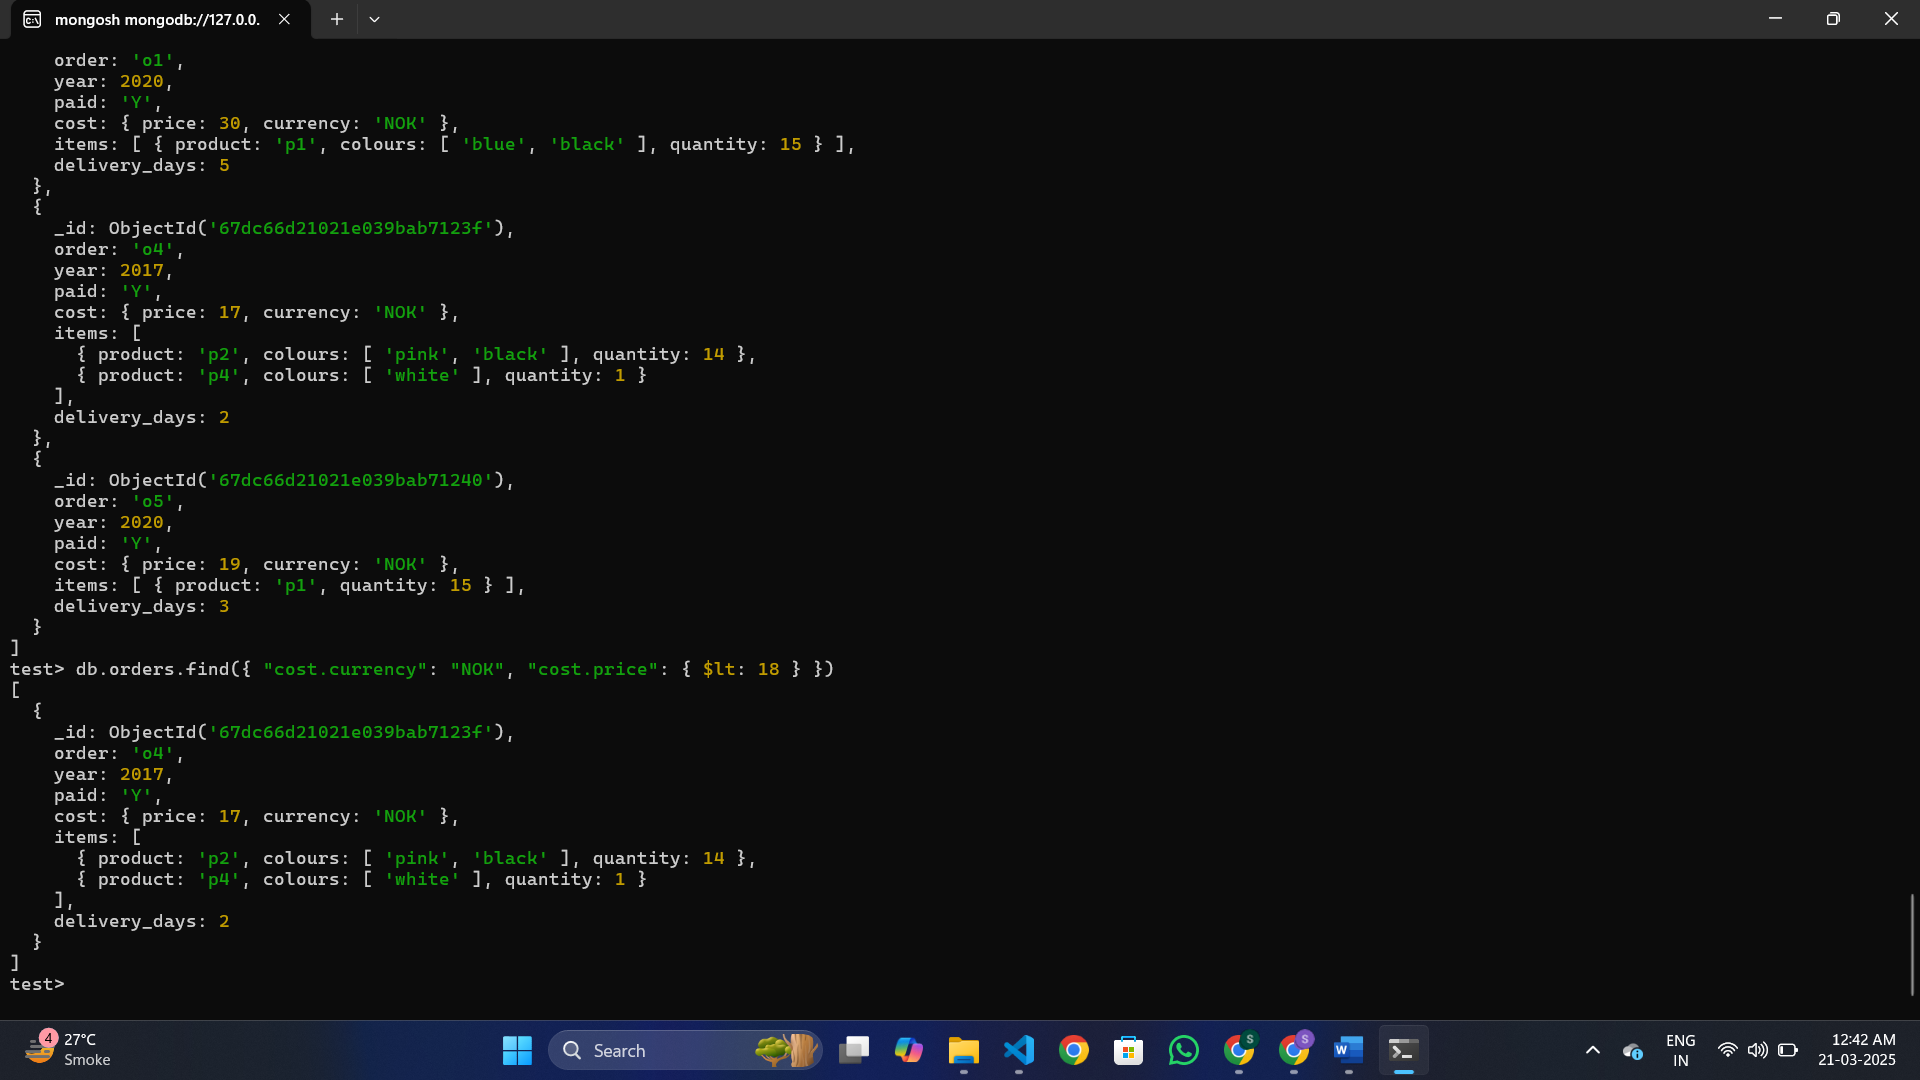 mongosh mongodb://127.0.0.
order: 'o1',
year: 2020,
paid: 'Y',
cost: { price: 30, currency: 'NOK' },
items: [ { product: 'p1', colours: [ 'blue', 'black' ], quantity: 15 } ],
delivery_days: 5
},
{
_id: ObjectId('67dc66d21021e039bab7123f'),
order: 'o4',
year: 2017,
paid: 'Y',
cost: { price: 17, currency: 'NOK' },
items: [
{ product: 'p2', colours: [ 'pink', 'black' ], quantity: 14 },
{ product: 'p4', colours: [ 'white' ], quantity: 1 }
],
delivery_days: 2
},
{
_id: ObjectId('67dc66d21021e039bab71240'),
order: 'o5',
year: 2020,
paid: 'Y',
cost: { price: 19, currency: 'NOK' },
items: [ { product: 'p1', quantity: 15 } ],
delivery_days: 3
}
]
test> db.orders.find({ "cost.currency": "NOK", "cost.price": { $lt: 18 } })
[
{
_id: ObjectId('67dc66d21021e039bab7123f'),
order: 'o4',
year: 2017,
paid: 'Y',
cost: { price: 17, currency: 'NOK' },
items: [
{ product: 'p2', colours: [ 'pink', 'black' ], quantity: 14 },
{ product: 'p4', colours: [ 'white' ], quantity: 1 }
],
delivery_days: 2
}
]
test>
4
27°C
Smoke
Search
S
S
W
ENG
IN
12:42 AM
21-03-2025